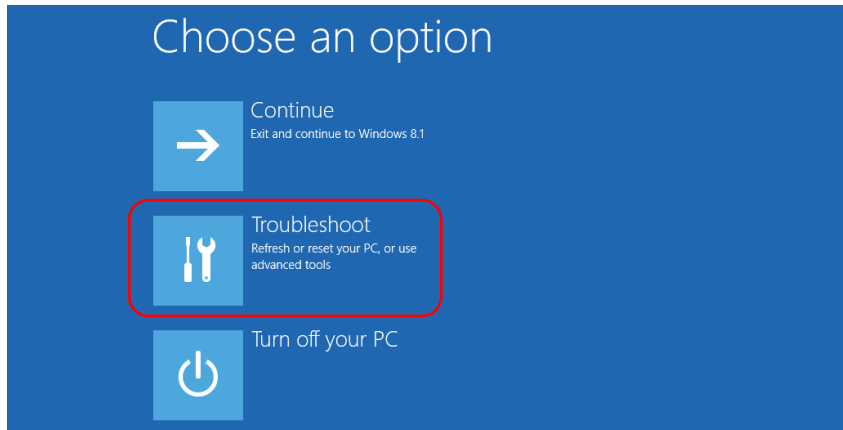 Choose an option
Continue
Exit and continue to Windows 8.1
Troubleshoot
Refresh or reset your PC, or use
advanced tools
Turn off your PC